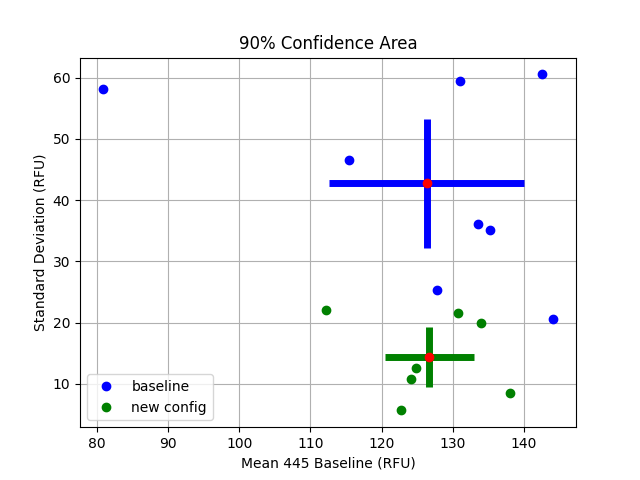 90% Confidence Area
Standard Deviation (RFU)
60
50
40
30
20
10
baseline
new config
80 90 100 110 120 130 140
Mean 445 Baseline (RFU)